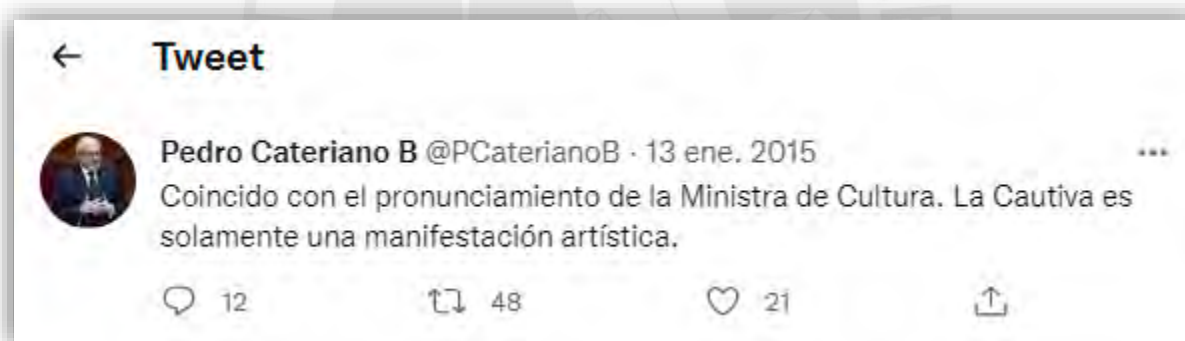 Tweet
Pedro Cateriano B @PCaterianoB · 13 ene. 2015
Coincido con el pronunciamiento de la Ministra de Cultura. La Cautiva es
solamente una manifestación artística.
12 48 21